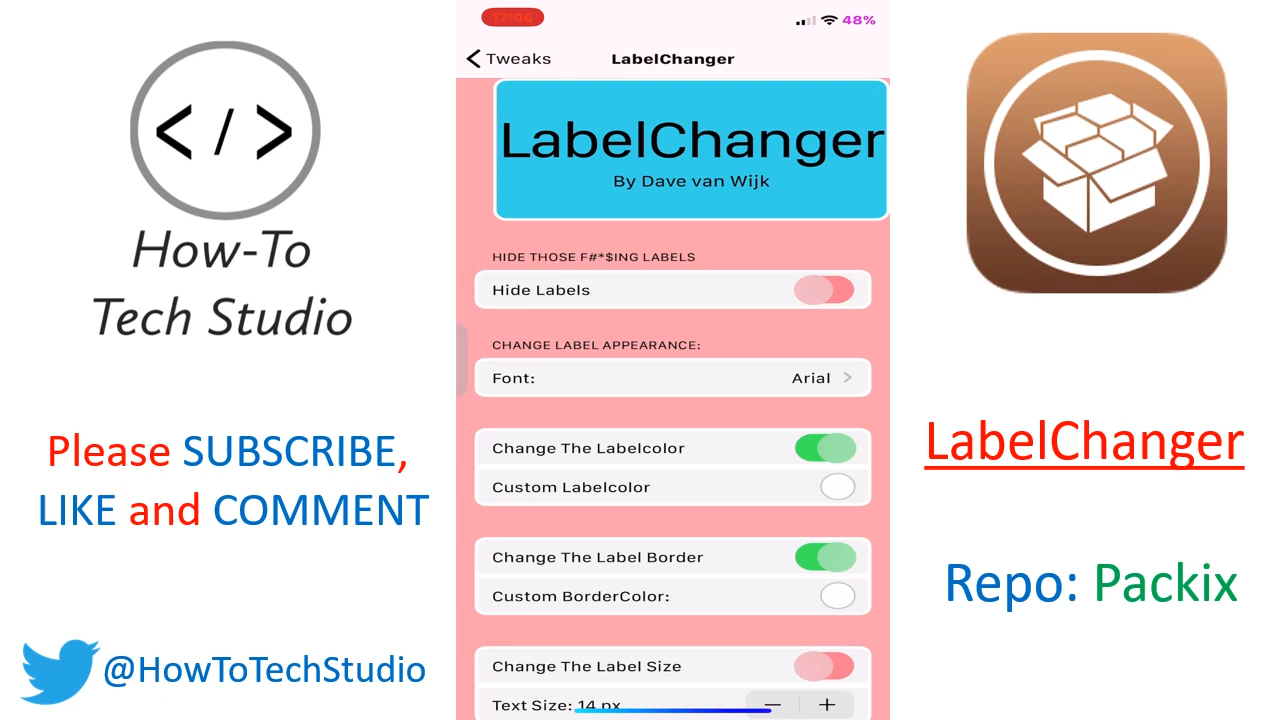 </>
How-To
Tech Studio
Please SUBSCRIBE,
LIKE and COMMENT
@HowToTechStudio
17:06
48%
Tweaks
LabelChanger
LabelChanger
By Dave van Wijk
HIDE THOSE F#*$ING LABELS
Hide Labels
CHANGE LABEL APPEARANCE:
Font: Arial
Change The Labelcolor
Custom Labelcolor
Change The Label Border
Custom BorderColor:
Change The Label Size
Text Size: 14 px — +
LabelChanger
Repo: Packix